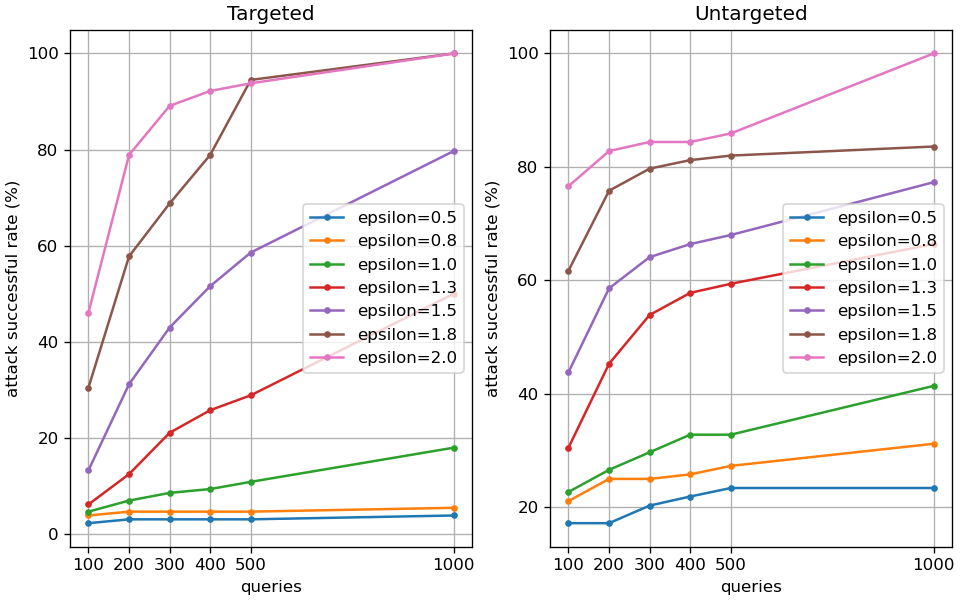 Targeted
attack successful rate (%)
100
80
60
40
20
0
100 200 300 400 500 1000
queries
epsilon=0.5
epsilon=0.8
epsilon=1.0
epsilon=1.3
epsilon=1.5
epsilon=1.8
epsilon=2.0
Untargeted
attack successful rate (%)
100
80
60
40
20
100 200 300 400 500 1000
queries
epsilon=0.5
epsilon=0.8
epsilon=1.0
epsilon=1.3
epsilon=1.5
epsilon=1.8
epsilon=2.0